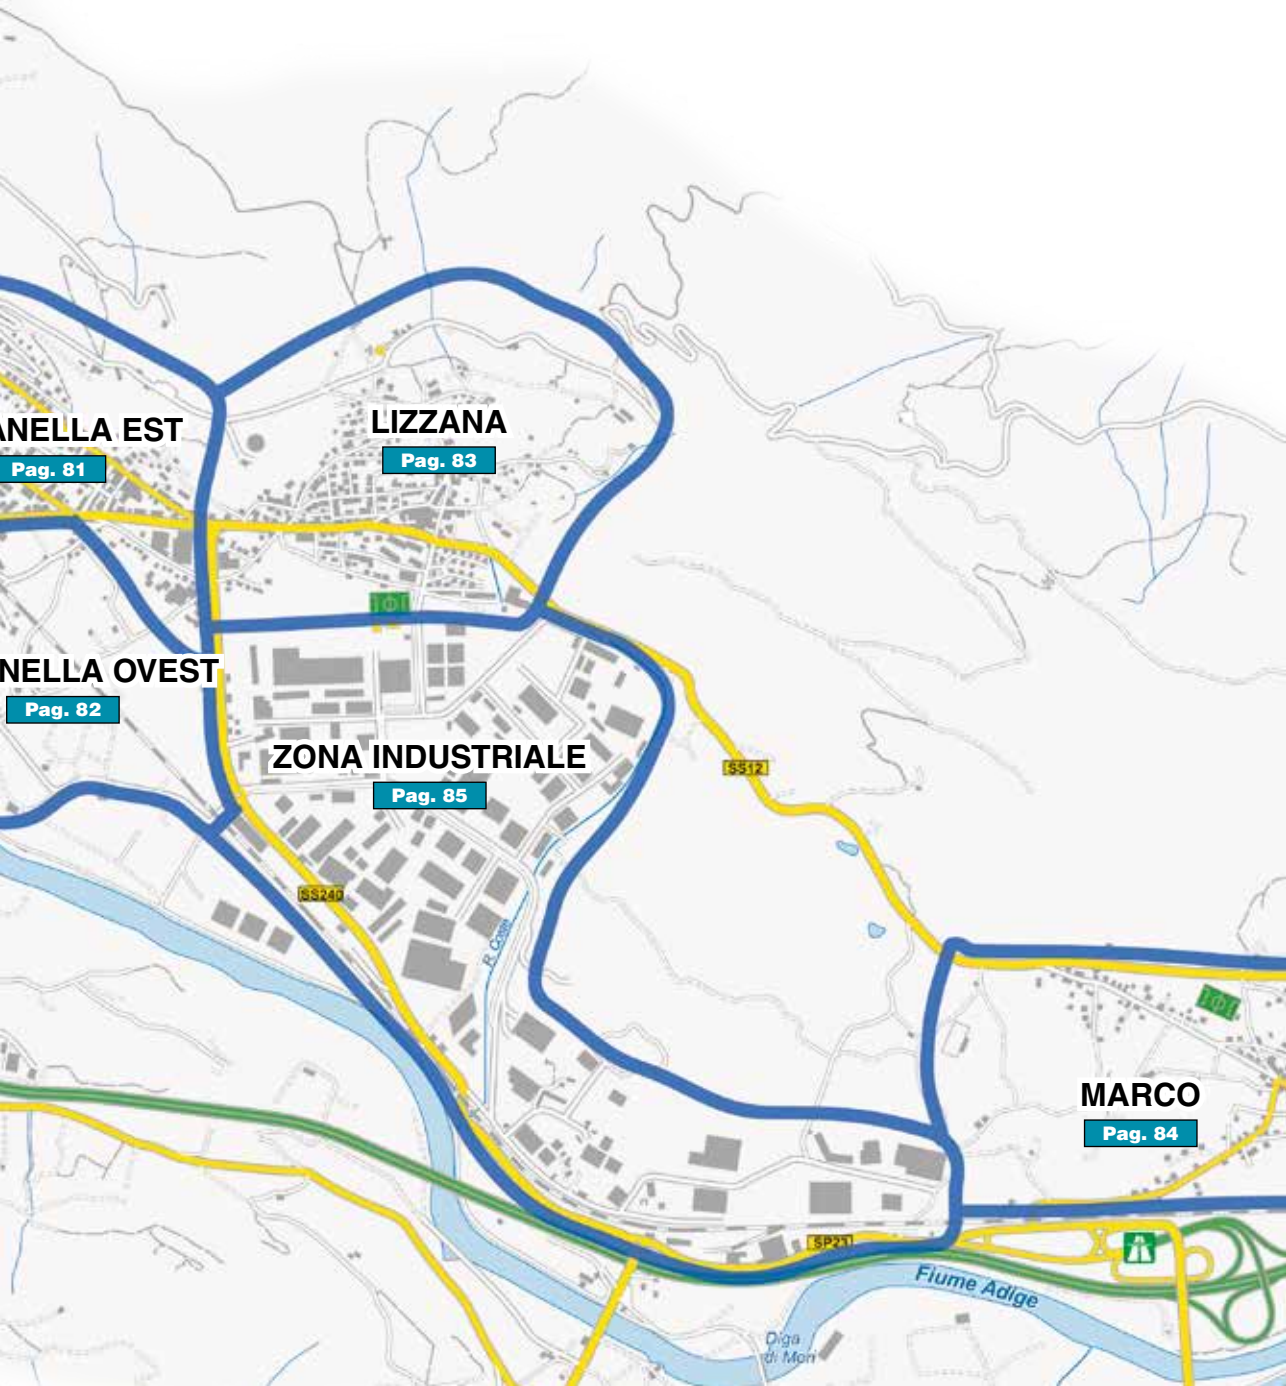 LIZZANA
Pag. 83
ANELLA EST
Pag. 81
NELLA OVEST
Pag. 82
SS12
ZONA INDUSTRIALE
Pag. 85
SS240
R. Coste
MARCO
Pag. 84
SP23
Fiume Adige
Diga
di Mori